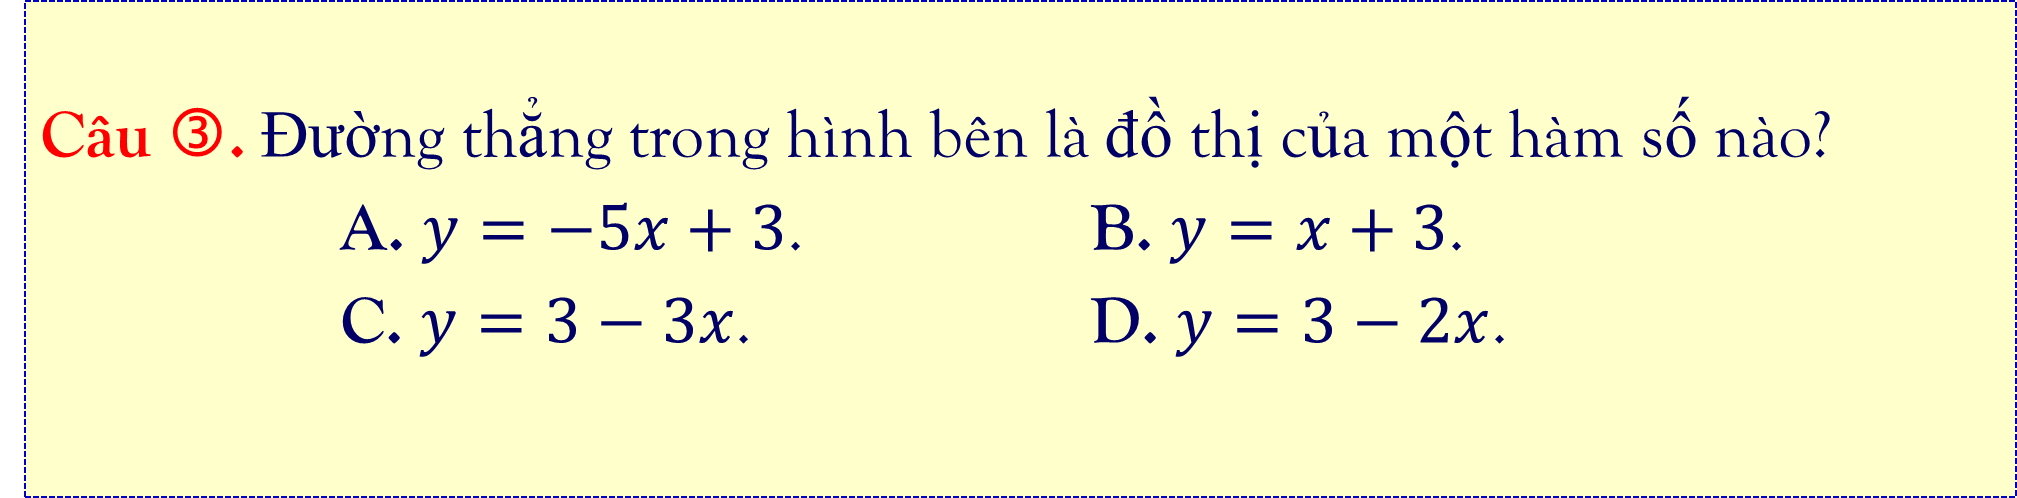 Câu ③. Đường thẳng trong hình bên là đồ thị của một hàm số nào?
A. y = −5x + 3. B. y = x + 3.
C. y = 3 − 3x. D. y = 3 − 2x.